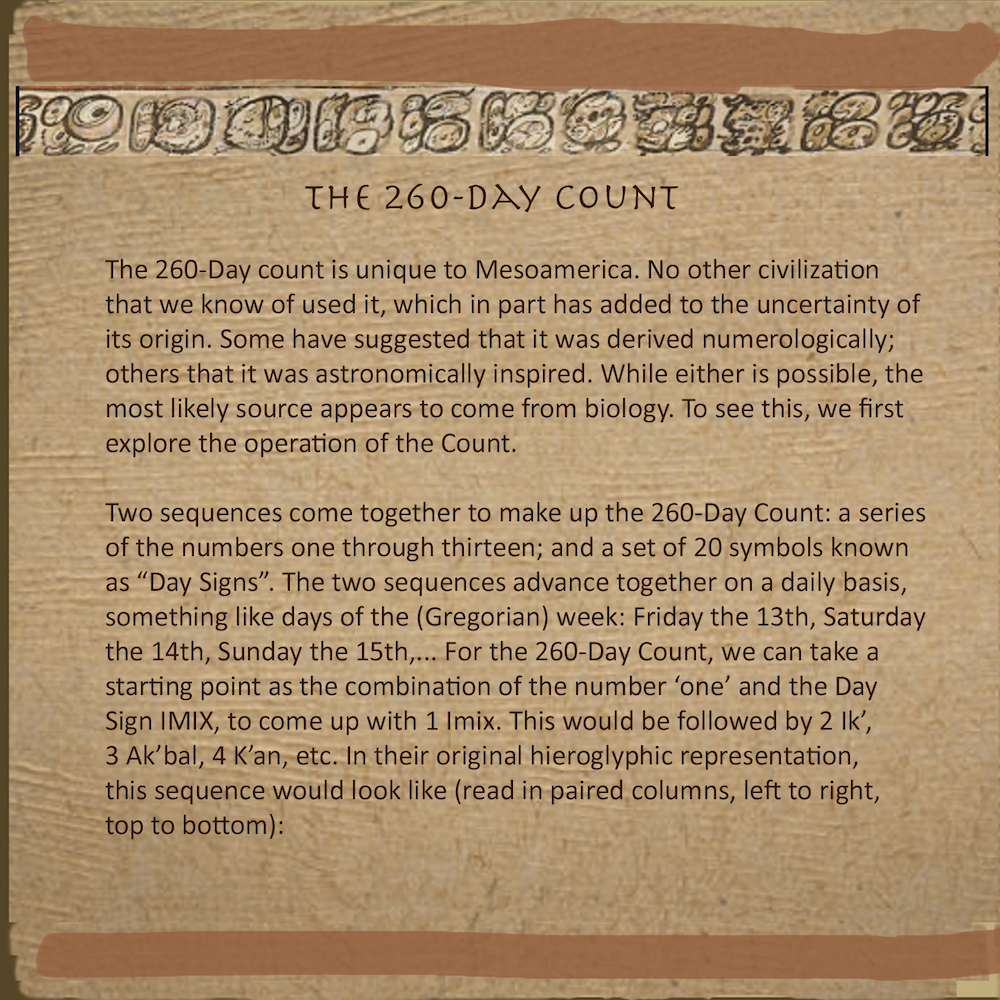 THE 260-DAY COUNT
The 260-Day count is unique to Mesoamerica. No other civilization
that we know of used it, which in part has added to the uncertainty of
its origin. Some have suggested that it was derived numerologically;
others that it was astronomically inspired. While either is possible, the
most likely source appears to come from biology. To see this, we first
explore the operation of the Count.
Two sequences come together to make up the 260-Day Count: a series
of the numbers one through thirteen; and a set of 20 symbols known
as “Day Signs”. The two sequences advance together on a daily basis,
something like days of the (Gregorian) week: Friday the 13th, Saturday
the 14th, Sunday the 15th,... For the 260-Day Count, we can take a
starting point as the combination of the number ‘one’ and the Day
Sign IMIX, to come up with 1 Imix. This would be followed by 2 Ik’,
3 Ak’bal, 4 K’an, etc. In their original hieroglyphic representation,
this sequence would look like (read in paired columns, left to right,
top to bottom):